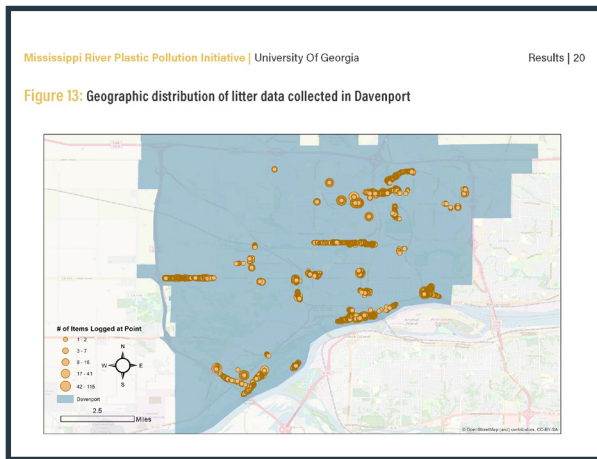 Mississippi River Plastic Pollution Initiative | University Of Georgia
Results | 20
Figure 13: Geographic distribution of litter data collected in Davenport
# of Items Logged at Point
1 - 2
3 - 7
8 - 16
17 - 41
42 - 115
Davenport
N
W
E
S
2.5
Miles
© OpenStreetMap (and) contributors, CC-BY-SA